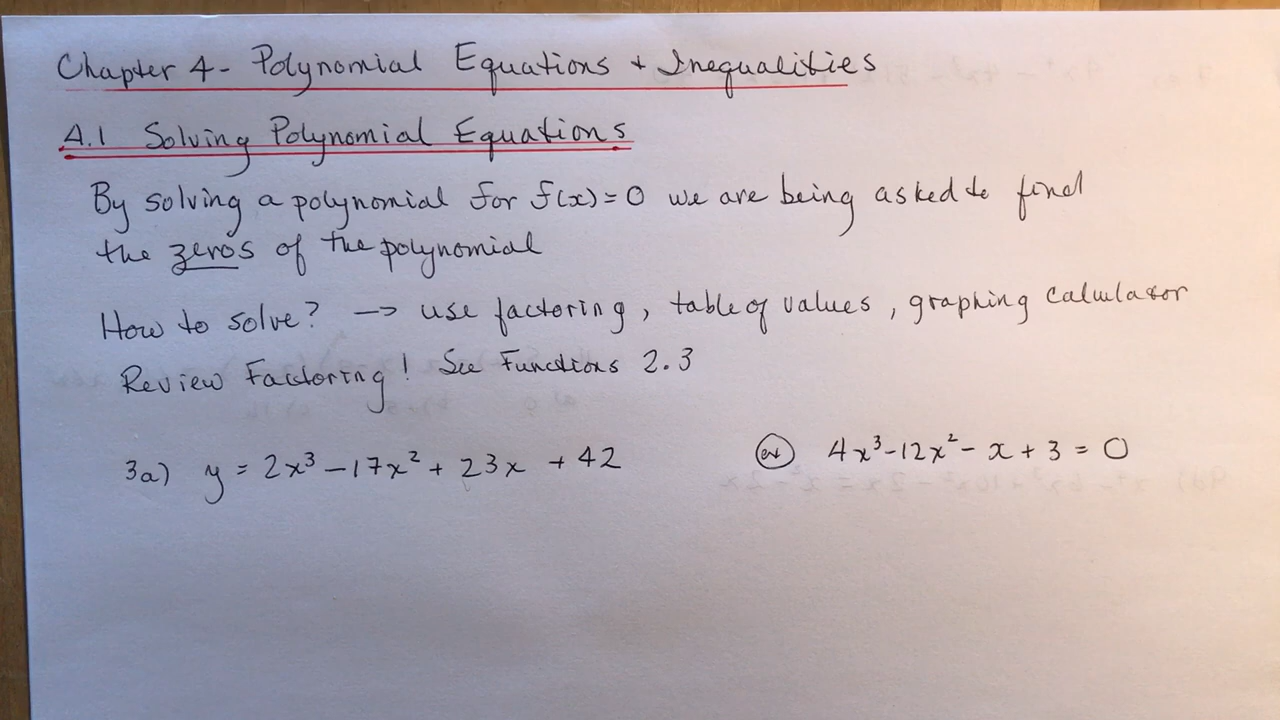 Chapter 4 - Polynomial Equations + Inequalities
4.1 Solving Polynomial Equations
By solving a polynomial for f(x)=0 we are being asked to find
the zeros of the polynomial
How to solve? → use factoring, table of values, graphing calculator
Review Factoring! See Functions 2.3
3a) y = 2x³ - 17x² + 23x + 42
ex 4x³-12x²- x + 3 = 0